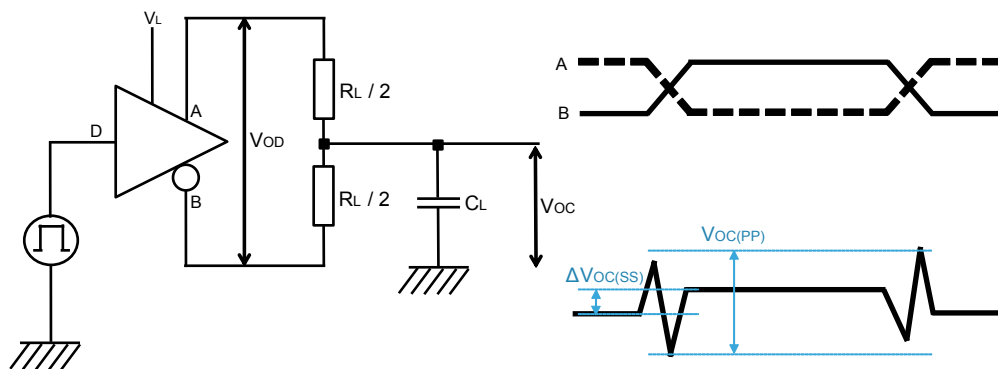 VL
A
D
B
VOD
RL / 2
RL / 2
CL
VOC
A
B
VOC(PP)
ΔVOC(SS)